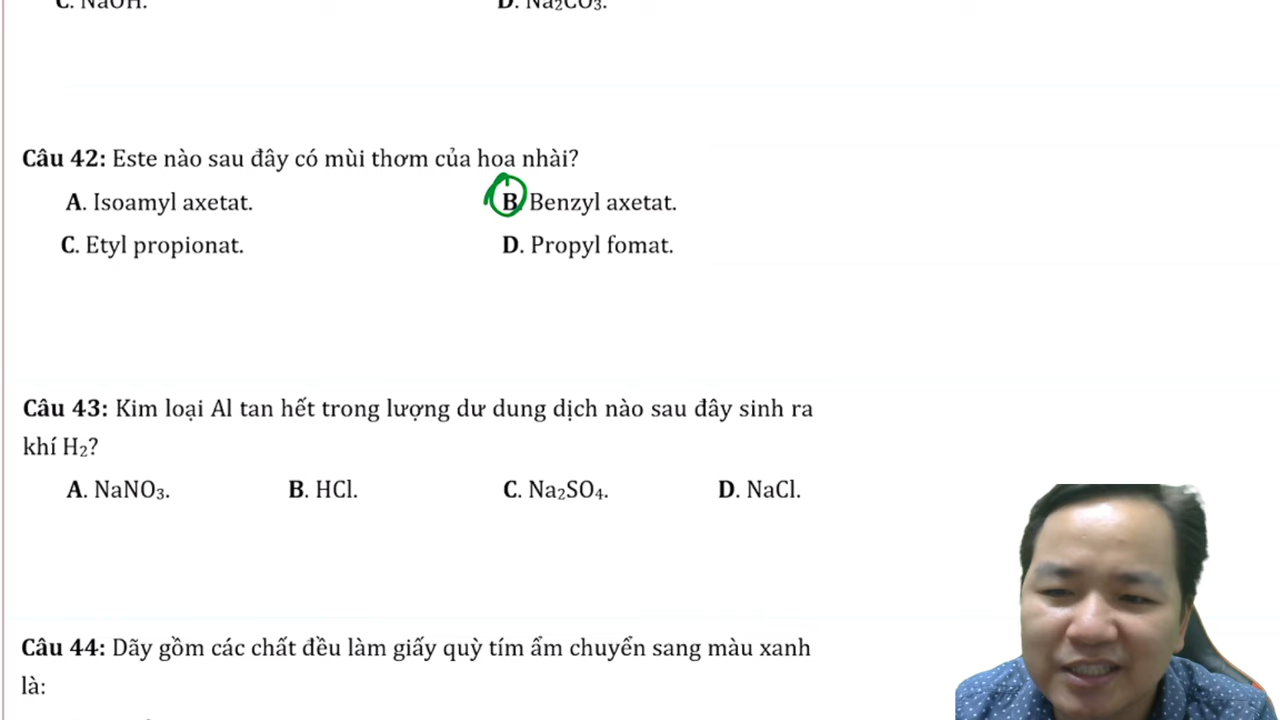 C. NaOH. D. Na₂CO₃.
Câu 42: Este nào sau đây có mùi thơm của hoa nhài?
A. Isoamyl axetat. B. Benzyl axetat.
C. Etyl propionat. D. Propyl fomat.
Câu 43: Kim loại Al tan hết trong lượng dư dung dịch nào sau đây sinh ra
khí H₂?
A. NaNO₃. B. HCl. C. Na₂SO₄. D. NaCl.
Câu 44: Dãy gồm các chất đều làm giấy quỳ tím ẩm chuyển sang màu xanh
là: